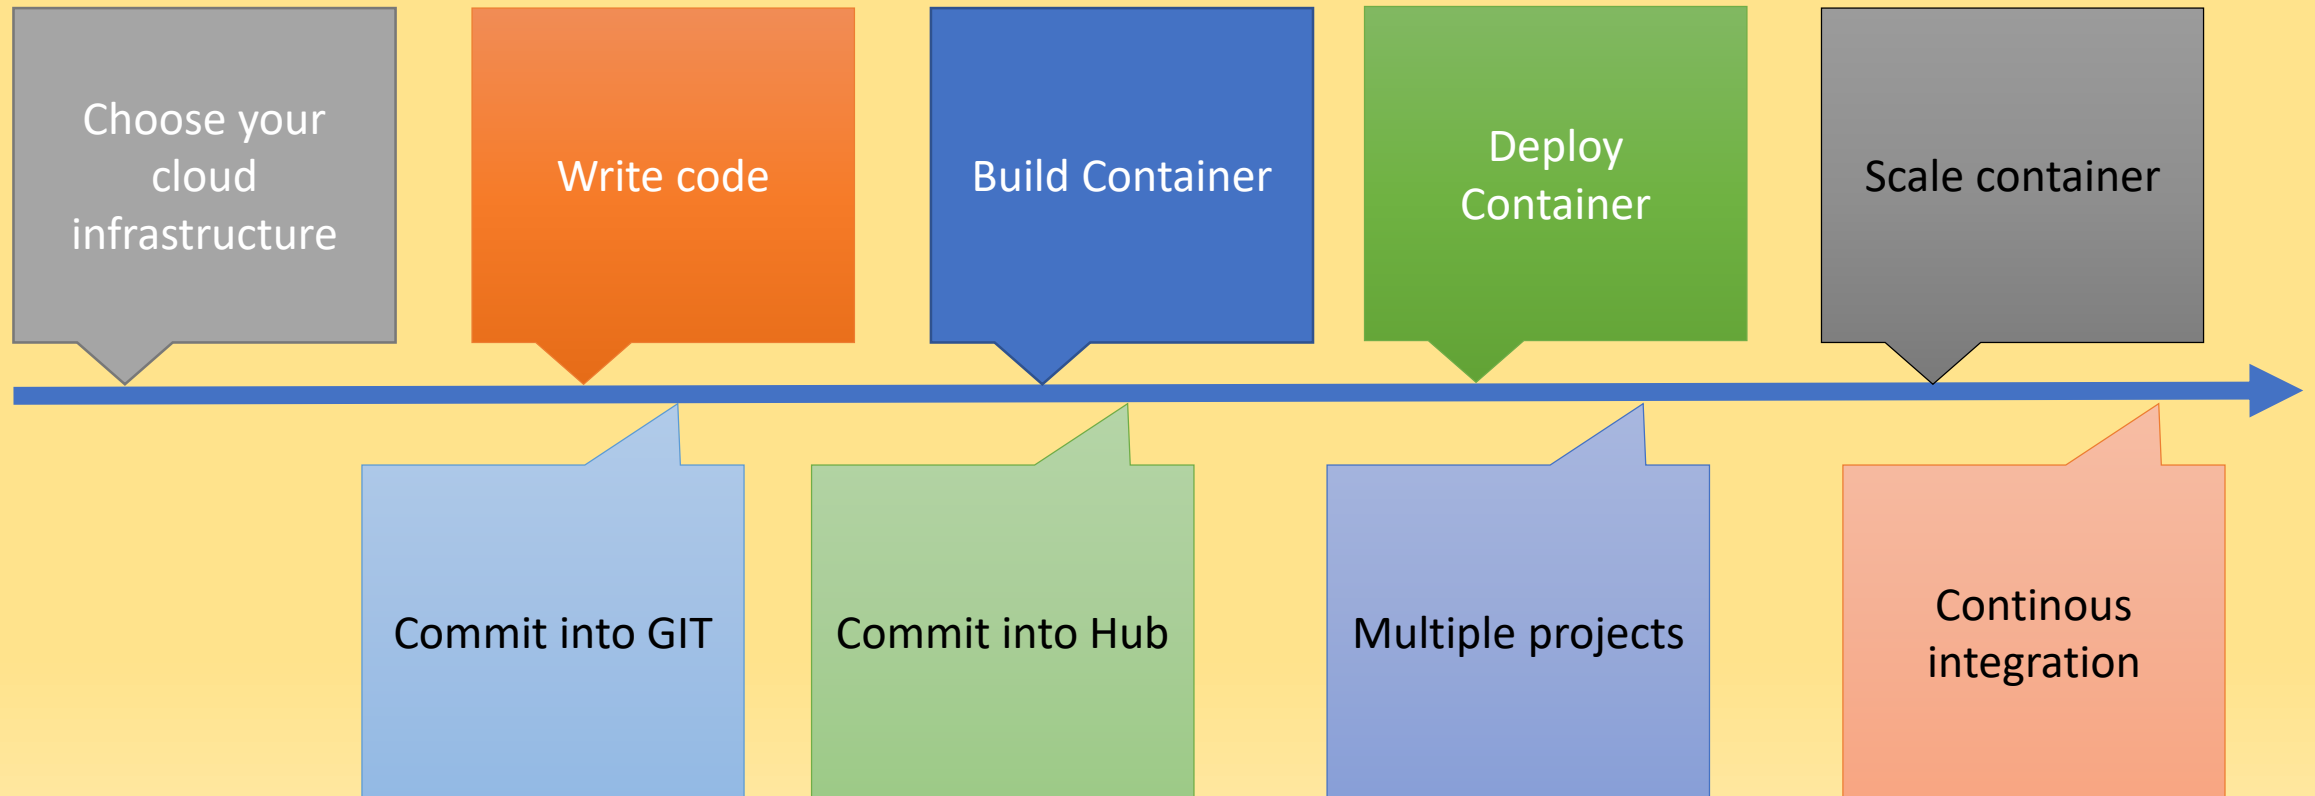 Choose your
cloud
infrastructure
Write code
Build Container
Deploy
Container
Scale container
Commit into GIT
Commit into Hub
Multiple projects
Continous
integration